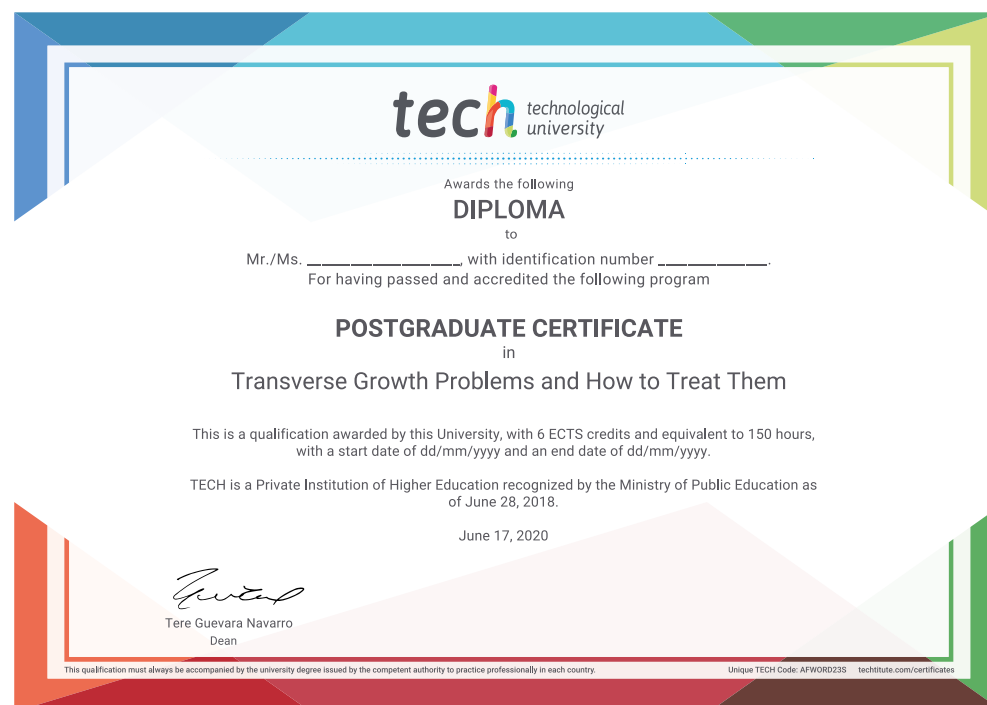 tech technological
university
Awards the following
DIPLOMA
to
Mr./Ms. ____________________, with identification number ______________.
For having passed and accredited the following program
POSTGRADUATE CERTIFICATE
in
Transverse Growth Problems and How to Treat Them
This is a qualification awarded by this University, with 6 ECTS credits and equivalent to 150 hours,
with a start date of dd/mm/yyyy and an end date of dd/mm/yyyy.
TECH is a Private Institution of Higher Education recognized by the Ministry of Public Education as
of June 28, 2018.
June 17, 2020
Tere Guevara Navarro
Dean
This qualification must always be accompanied by the university degree issued by the competent authority to practice professionally in each country. Unique TECH Code: AFWORD23S techtitute.com/certificates